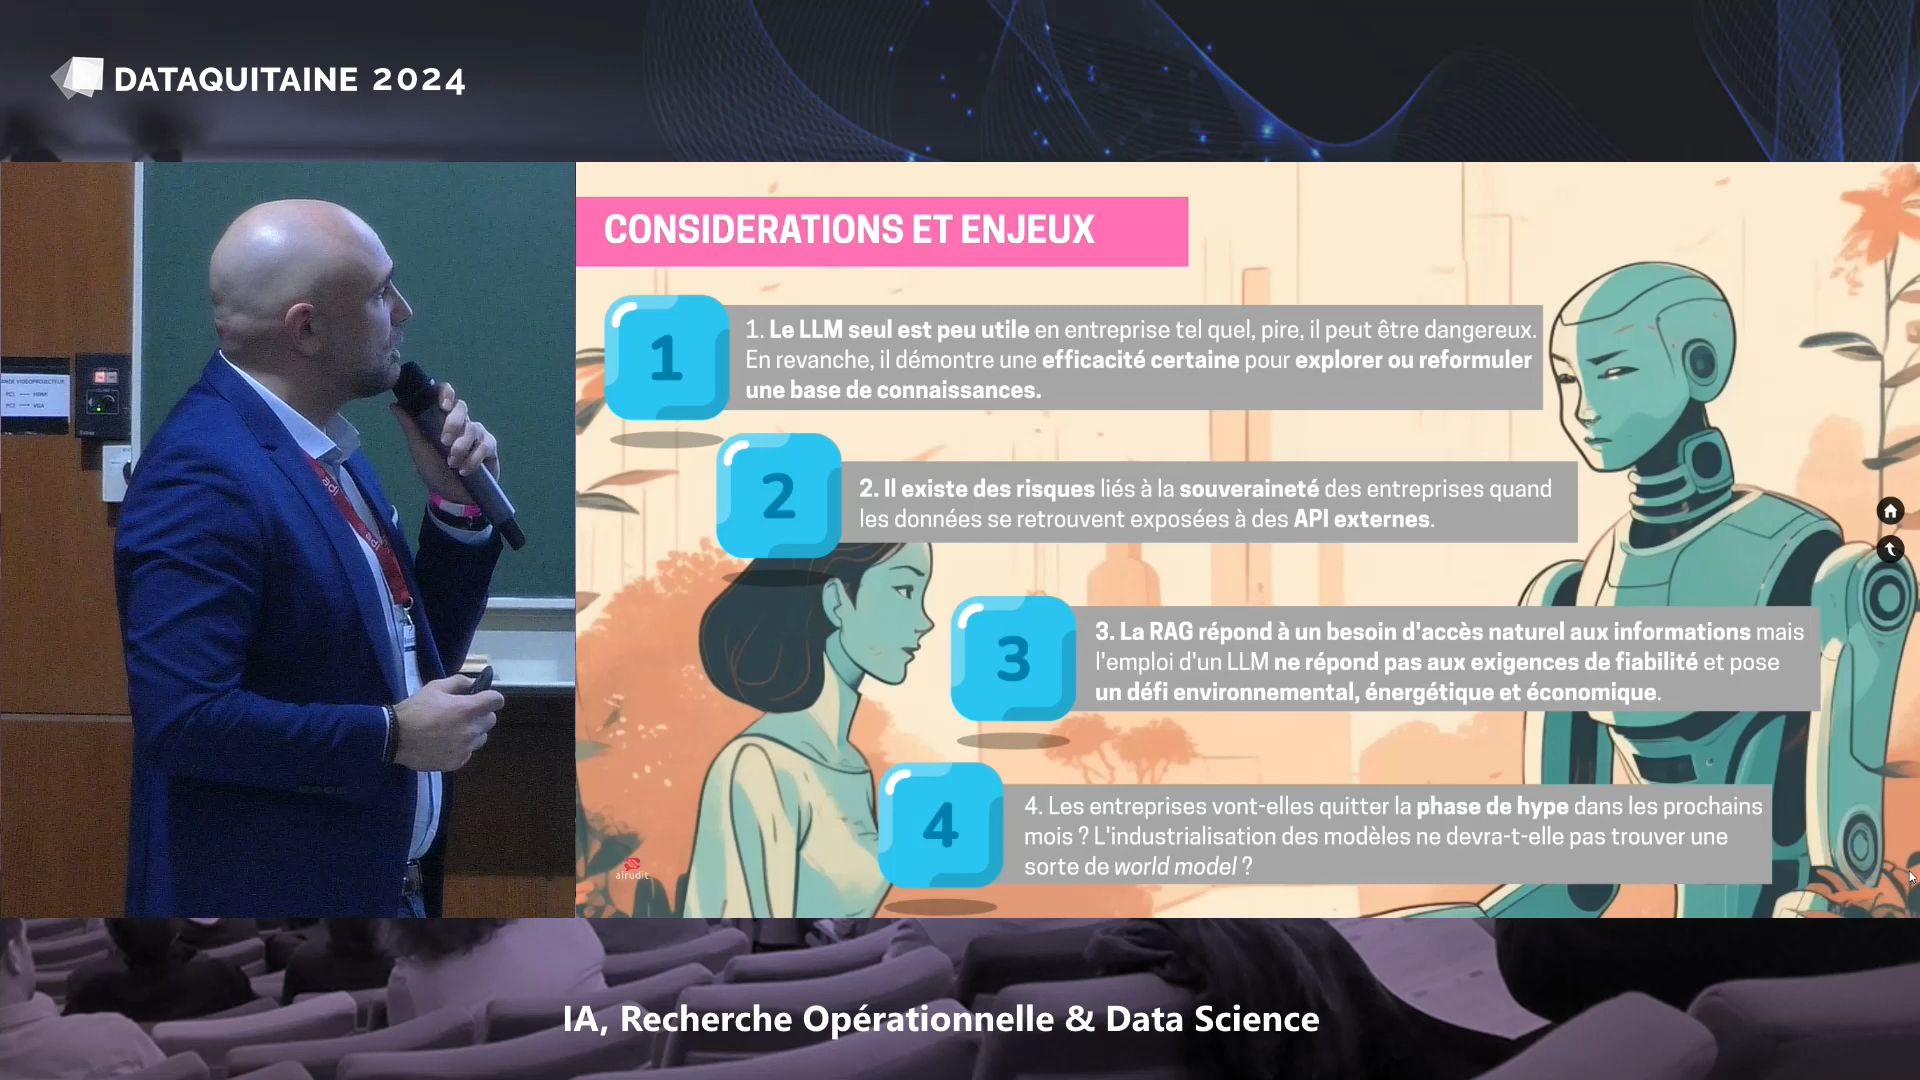 DATAQUITAINE 2024
CONSIDERATIONS ET ENJEUX
1
1. Le LLM seul est peu utile en entreprise tel quel, pire, il peut être dangereux.
En revanche, il démontre une efficacité certaine pour explorer ou reformuler
une base de connaissances.
2
2. Il existe des risques liés à la souveraineté des entreprises quand
les données se retrouvent exposées à des API externes.
3
3. La RAG répond à un besoin d'accès naturel aux informations mais
l'emploi d'un LLM ne répond pas aux exigences de fiabilité et pose
un défi environnemental, énergétique et économique.
4
4. Les entreprises vont-elles quitter la phase de hype dans les prochains
mois ? L'industrialisation des modèles ne devra-t-elle pas trouver une
sorte de world model ?
airudit
adi
adi
PC1 HDMI
PC2 VGA
IA, Recherche Opérationnelle & Data Science